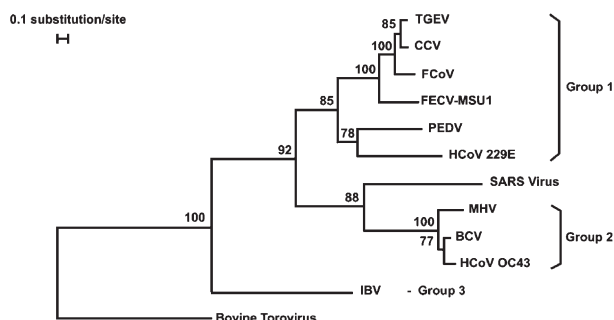 0.1 substitution/site
85
TGEV
CCV
100
FCoV
100
FECV-MSU1
Group 1
85
PEDV
78
HCoV 229E
92
SARS Virus
88
MHV
100
77
BCV
Group 2
HCoV OC43
100
IBV - Group 3
Bovine Torovirus